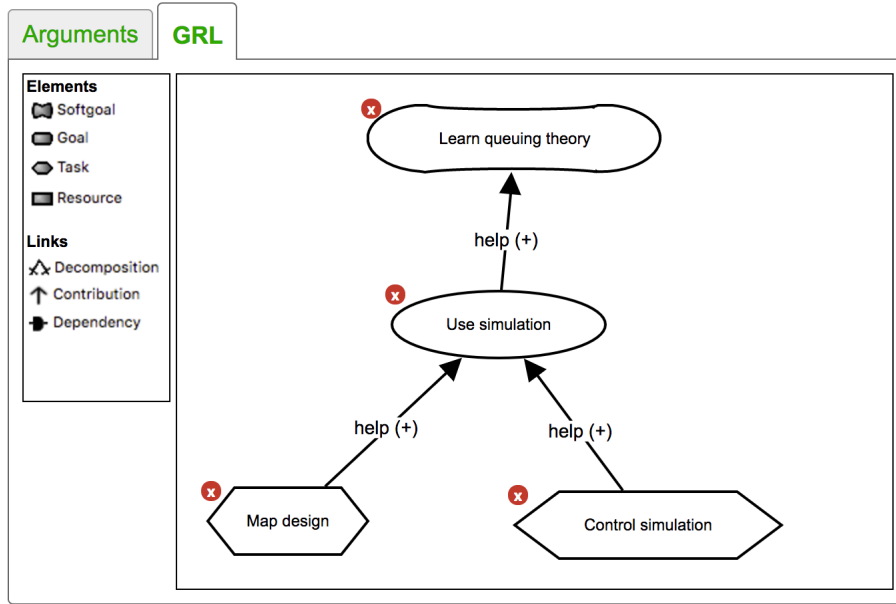 Arguments
GRL
Elements
Softgoal
Goal
Task
Resource
Links
Decomposition
Contribution
Dependency
x
Learn queuing theory
help (+)
x
Use simulation
help (+)
help (+)
x
Map design
x
Control simulation